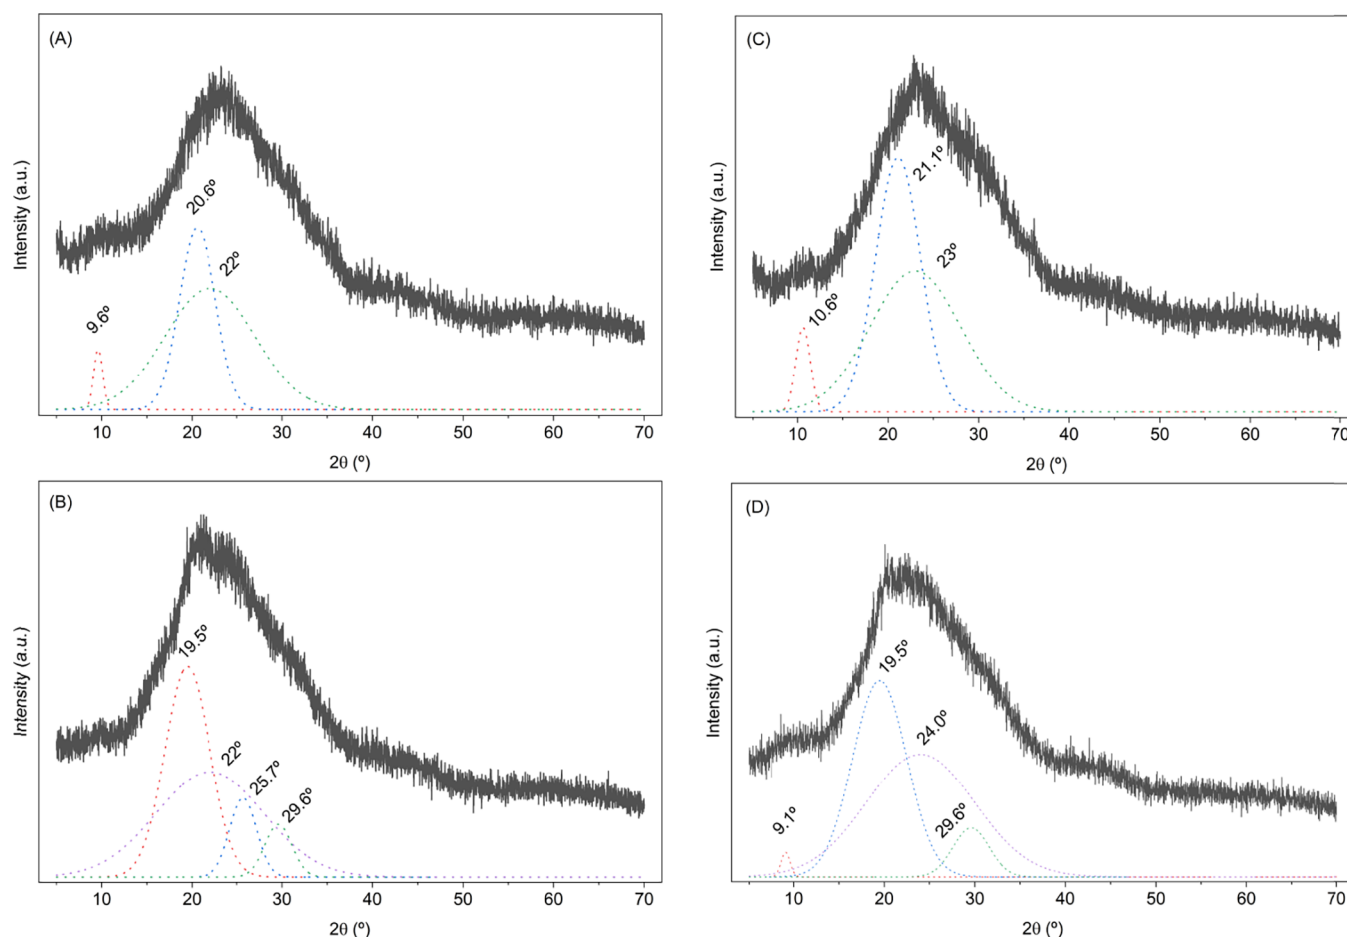 (A)
Intensity (a.u.)
9.6º
20.6º
22º
10 20 30 40 50 60 70
2θ (º)
(C)
Intensity (a.u.)
10.6º
21.1º
23º
10 20 30 40 50 60 70
2θ (º)
(B)
Intensity (a.u.)
19.5º
22º
25.7º
29.6º
10 20 30 40 50 60 70
2θ (º)
(D)
Intensity (a.u.)
9.1º
19.5º
24.0º
29.6º
10 20 30 40 50 60 70
2θ (º)